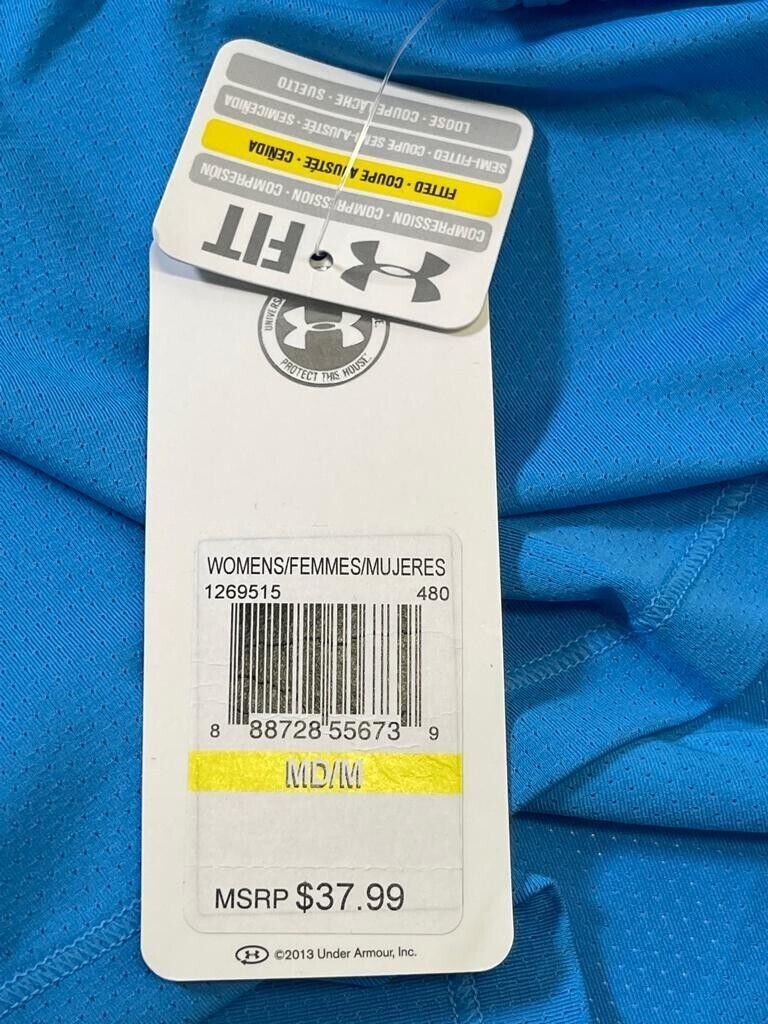 LOOSE · COUPE LÂCHE · SUELTO
SEMI-FITTED · COUPE SEMI-AJUSTÉE · SEMICEÑIDA
FITTED · COUPE AJUSTÉE · CEÑIDA
COMPRESSION · COMPRESSION · COMPRESIÓN
FIT
UNIVERS
PROTECT THIS HOUSE
WOMENS/FEMMES/MUJERES
1269515 480
8 88728 55673 9
MD/M
MSRP $37.99
©2013 Under Armour, Inc.